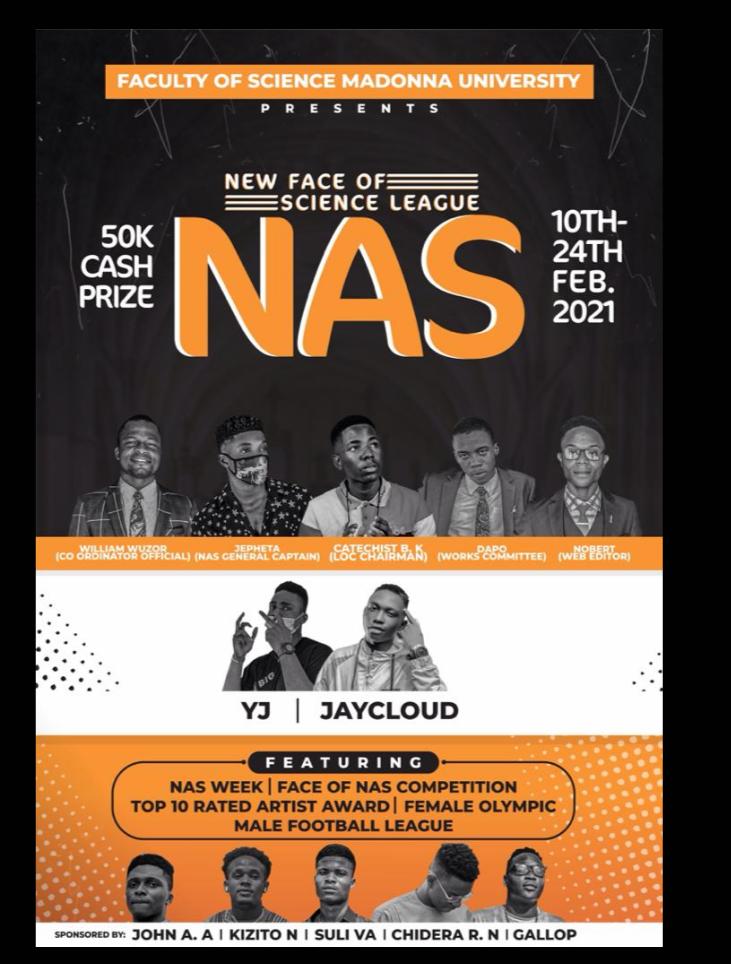 FACULTY OF SCIENCE MADONNA UNIVERSITY
PRESENTS
NEW FACE OF
SCIENCE LEAGUE
50K
CASH
PRIZE
NAS
10TH-
24TH
FEB.
2021
WILLIAM WUZOR
(CO ORDINATOR OFFICIAL)
JEPHETA
(NAS GENERAL CAPTAIN)
CATECHIST B. K
(LOC CHAIRMAN)
DAPO
(WORKS COMMITTEE)
NOBERT
(WEB EDITOR)
BIG
YJ | JAYCLOUD
FEATURING
NAS WEEK | FACE OF NAS COMPETITION
TOP 10 RATED ARTIST AWARD | FEMALE OLYMPIC
MALE FOOTBALL LEAGUE
SPONSORED BY: JOHN A. A | KIZITO N | SULI VA | CHIDERA R. N | GALLOP